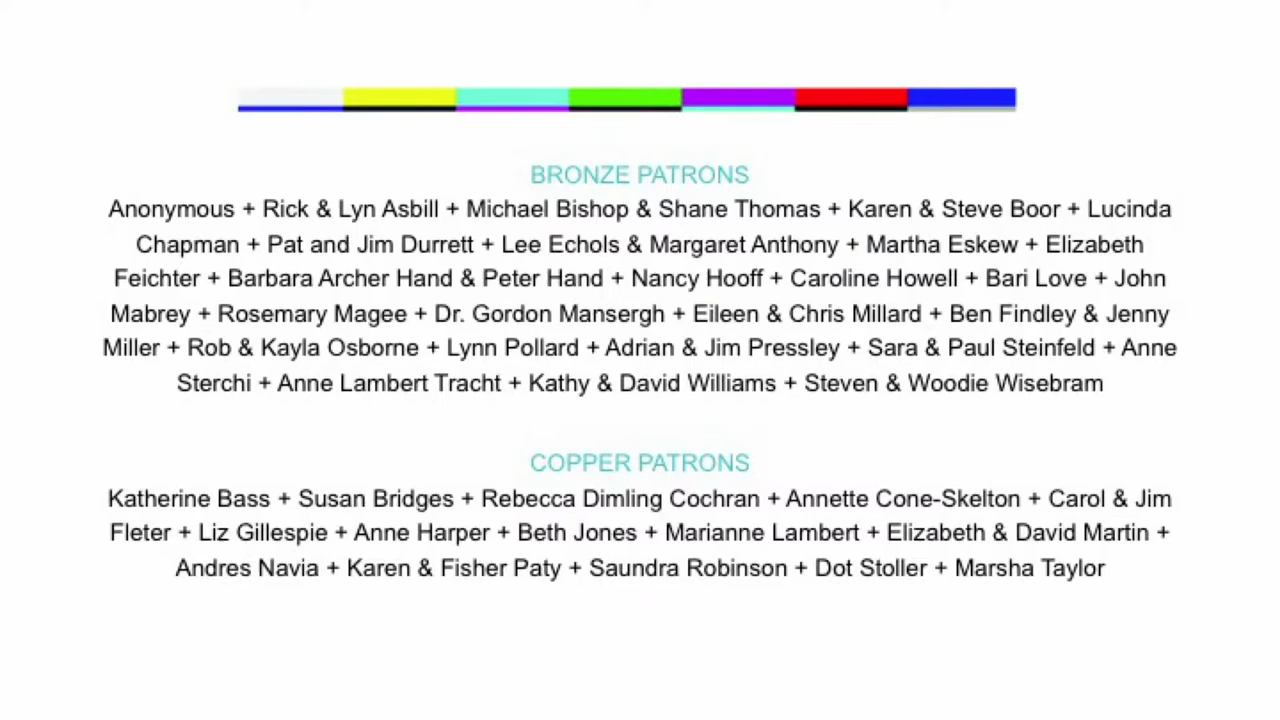 BRONZE PATRONS
Anonymous + Rick & Lyn Asbill + Michael Bishop & Shane Thomas + Karen & Steve Boor + Lucinda
Chapman + Pat and Jim Durrett + Lee Echols & Margaret Anthony + Martha Eskew + Elizabeth
Feichter + Barbara Archer Hand & Peter Hand + Nancy Hooff + Caroline Howell + Bari Love + John
Mabrey + Rosemary Magee + Dr. Gordon Mansergh + Eileen & Chris Millard + Ben Findley & Jenny
Miller + Rob & Kayla Osborne + Lynn Pollard + Adrian & Jim Pressley + Sara & Paul Steinfeld + Anne
Sterchi + Anne Lambert Tracht + Kathy & David Williams + Steven & Woodie Wisebram
COPPER PATRONS
Katherine Bass + Susan Bridges + Rebecca Dimling Cochran + Annette Cone-Skelton + Carol & Jim
Fleter + Liz Gillespie + Anne Harper + Beth Jones + Marianne Lambert + Elizabeth & David Martin +
Andres Navia + Karen & Fisher Paty + Saundra Robinson + Dot Stoller + Marsha Taylor